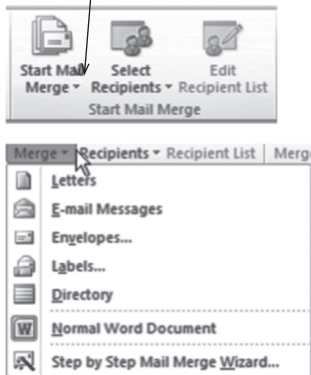 Start Mail Select Edit
Merge Recipients Recipient List
Start Mail Merge
Merge Recipients Recipient List Merg
Letters
E-mail Messages
Envelopes...
Labels...
Directory
W Normal Word Document
Step by Step Mail Merge Wizard...